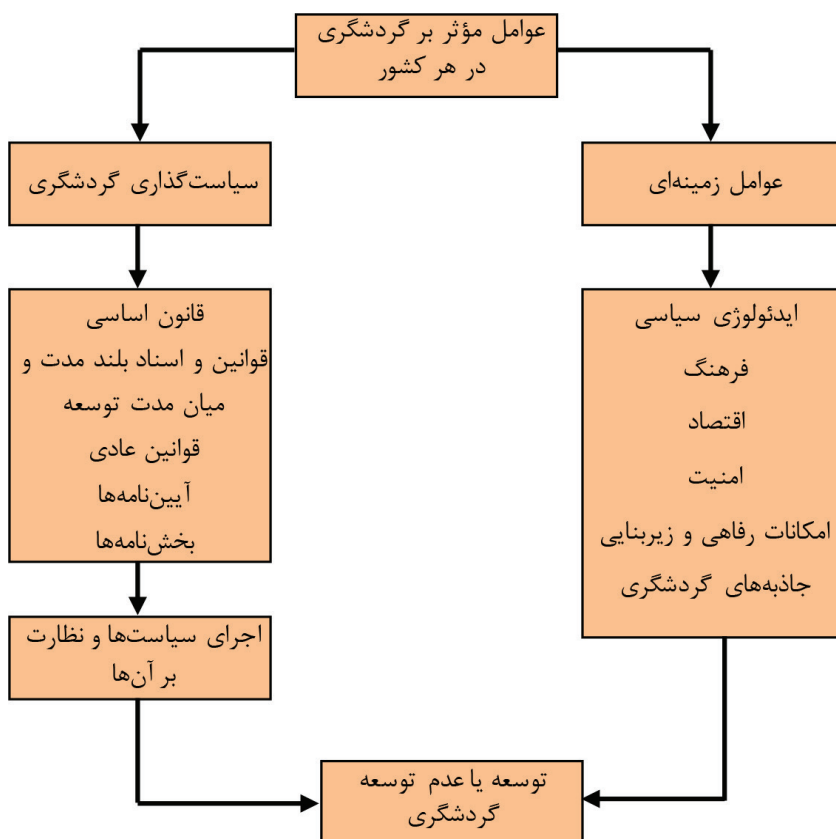 عوامل مؤثر بر گردشگری
در هر کشور
عوامل زمینه‌ای
سیاست‌گذاری گردشگری
ایدئولوژی سیاسی
فرهنگ
اقتصاد
امنیت
امکانات رفاهی و زیربنایی
جاذبه‌های گردشگری
قانون اساسی
قوانین و اسناد بلند مدت و
میان مدت توسعه
قوانین عادی
آیین‌نامه‌ها
بخش‌نامه‌ها
اجرای سیاست‌ها و نظارت
بر آن‌ها
توسعه یا عدم توسعه
گردشگری